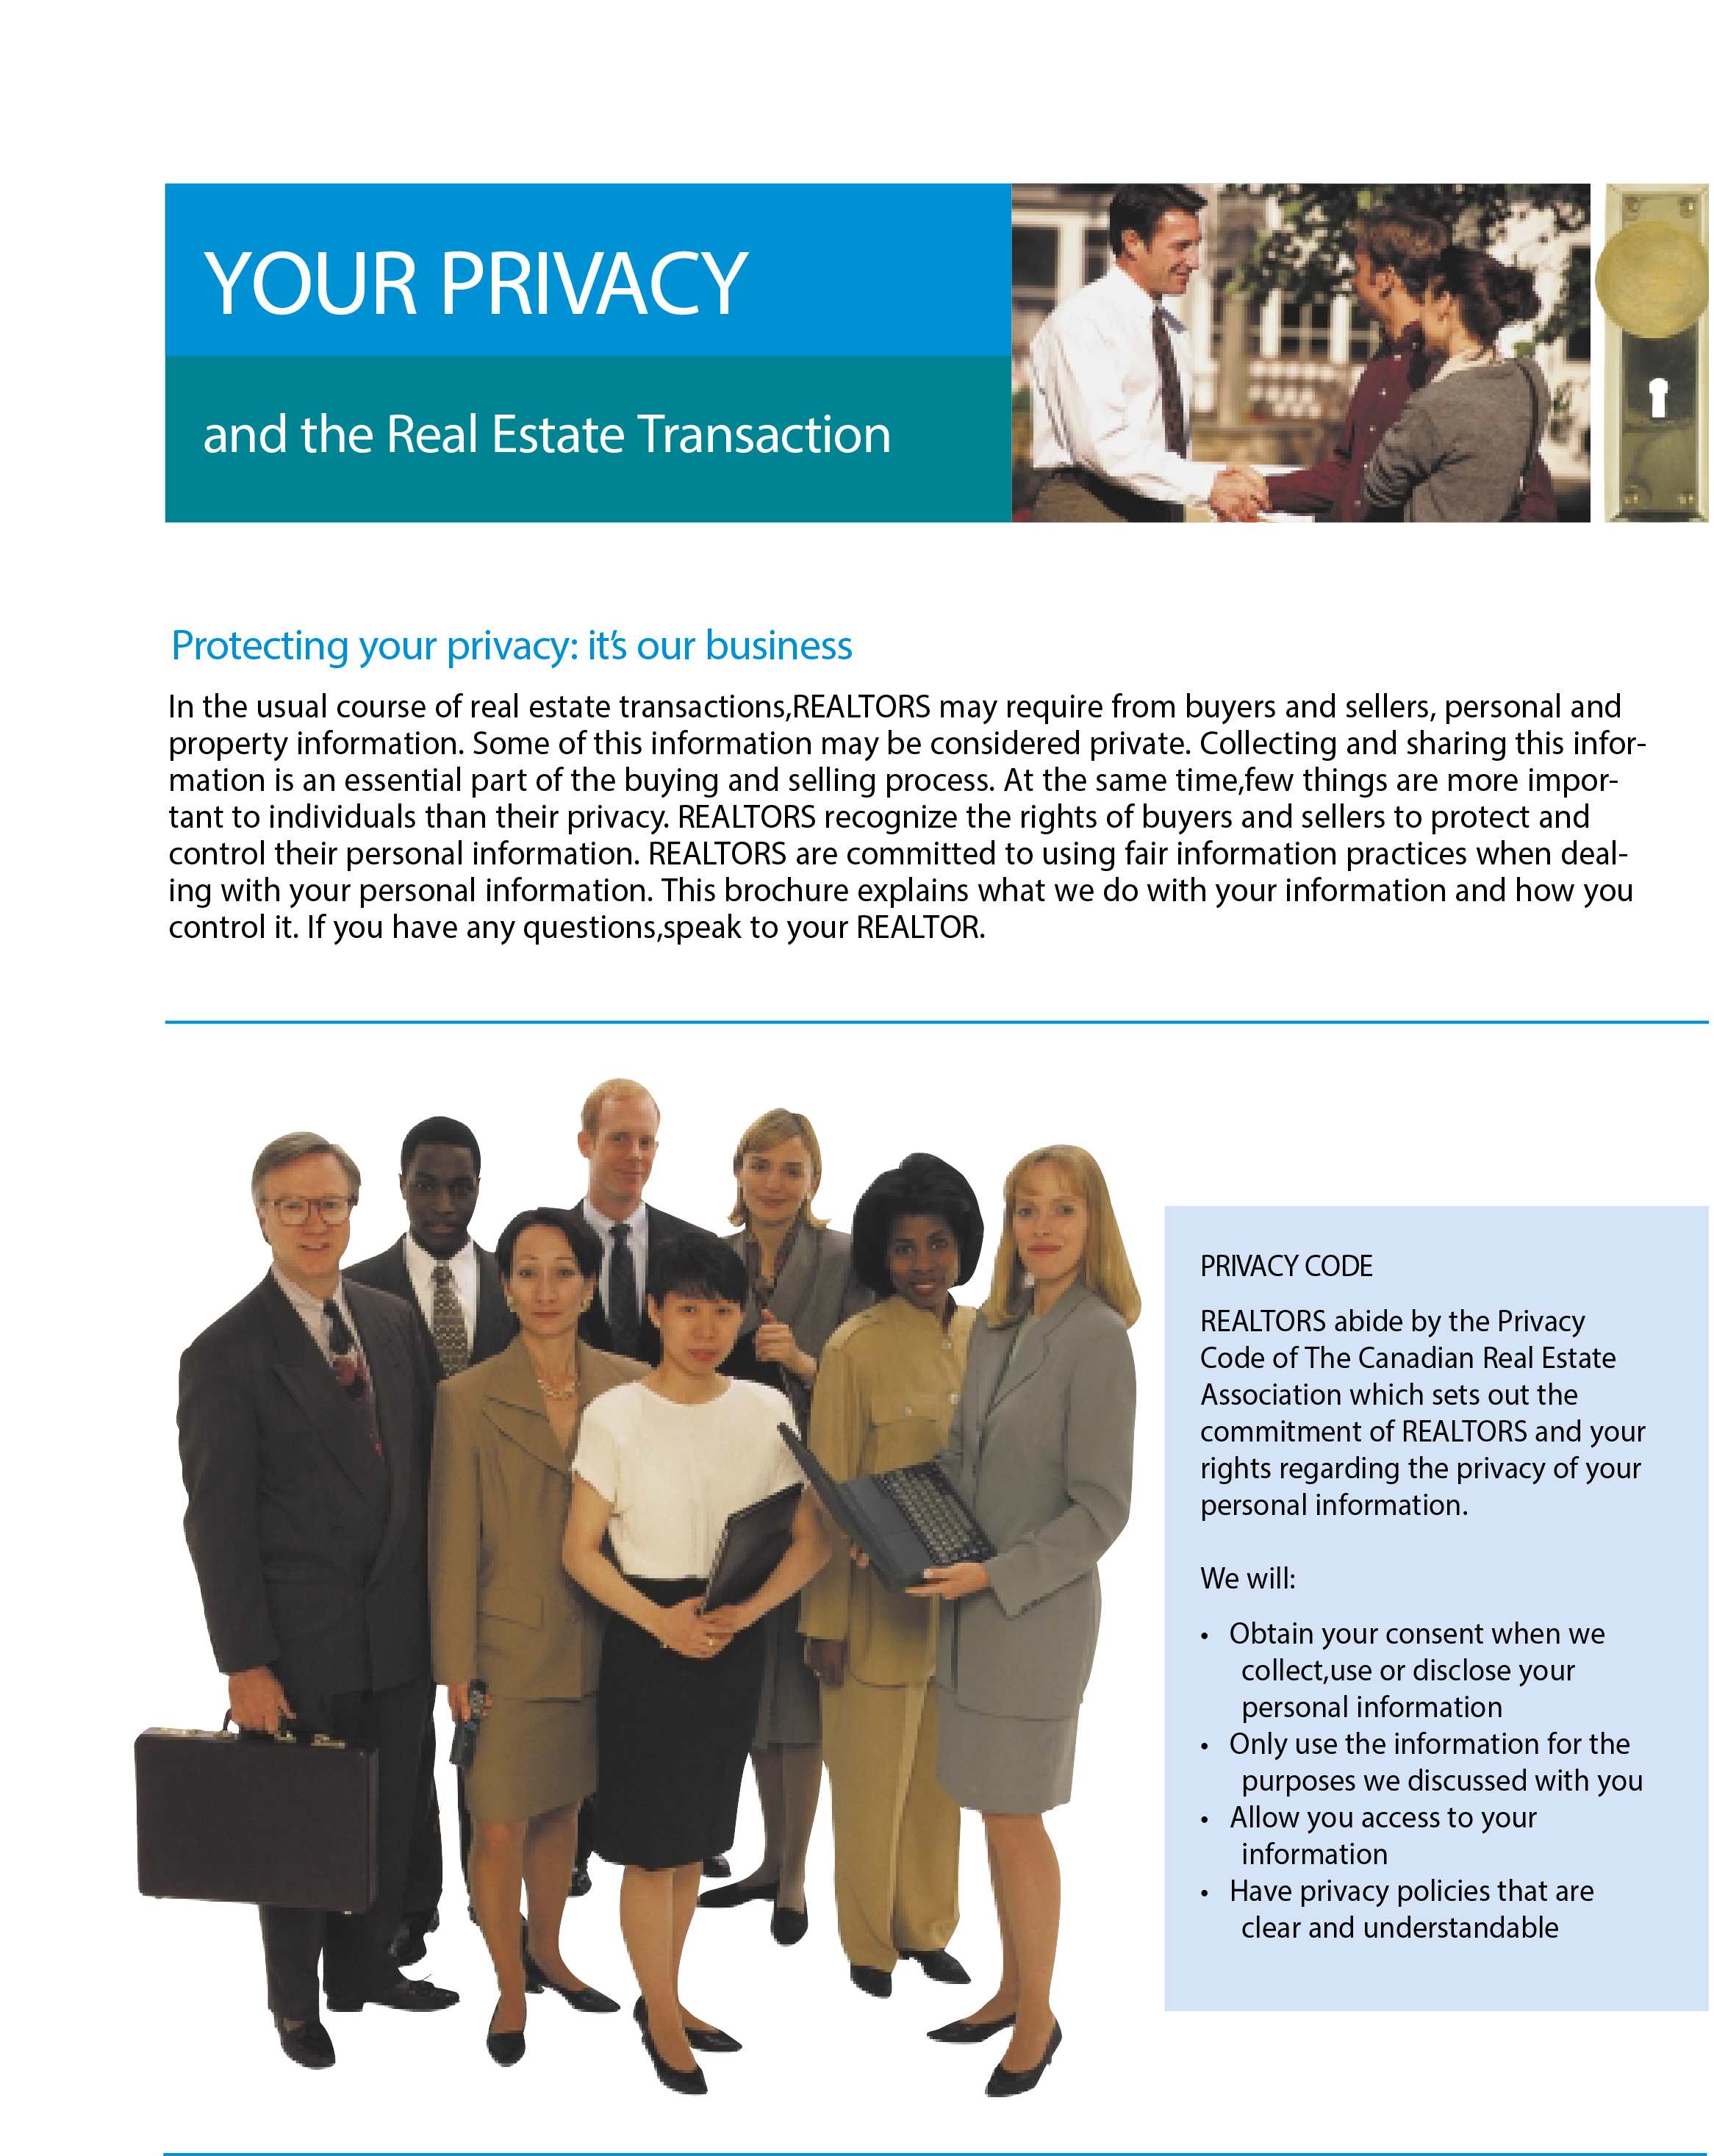 YOUR PRIVACY
and the Real Estate Transaction
Protecting your privacy: it's our business
In the usual course of real estate transactions,REALTORS may require from buyers and sellers, personal and
property information. Some of this information may be considered private. Collecting and sharing this infor-
mation is an essential part of the buying and selling process. At the same time,few things are more impor-
tant to individuals than their privacy. REALTORS recognize the rights of buyers and sellers to protect and
control their personal information. REALTORS are committed to using fair information practices when deal-
ing with your personal information. This brochure explains what we do with your information and how you
control it. If you have any questions,speak to your REALTOR.
PRIVACY CODE
REALTORS abide by the Privacy
Code of The Canadian Real Estate
Association which sets out the
commitment of REALTORS and your
rights regarding the privacy of your
personal information.
We will:
• Obtain your consent when we
collect,use or disclose your
personal information
• Only use the information for the
purposes we discussed with you
• Allow you access to your
information
• Have privacy policies that are
clear and understandable